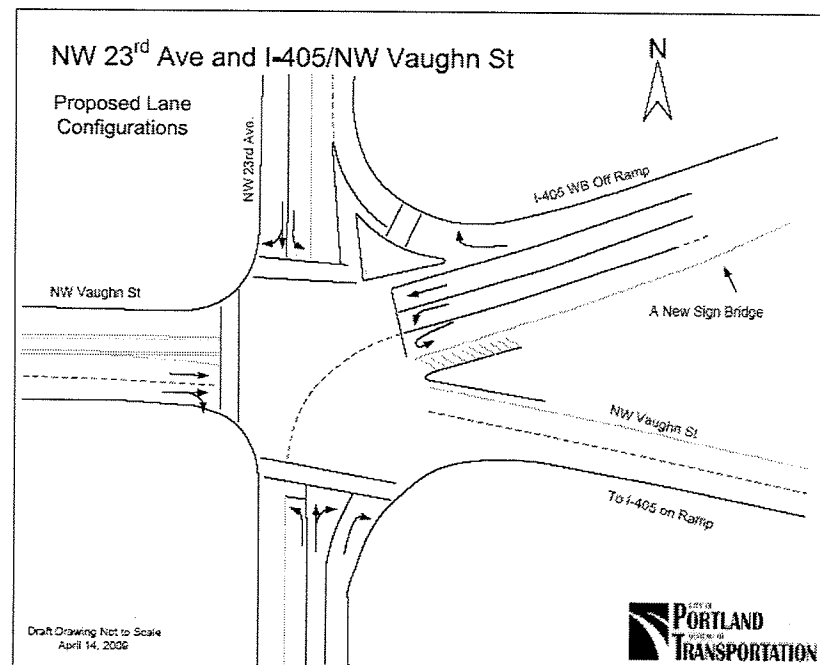 NW 23rd Ave and I-405/NW Vaughn St
Proposed Lane
Configurations
N
NW 23rd Ave.
I-405 WB Off Ramp
NW Vaughn St
A New Sign Bridge
NW Vaughn St
To I-405 on Ramp
Draft Drawing Not to Scale
April 14, 2009
CITY OF
PORTLAND
TRANSPORTATION